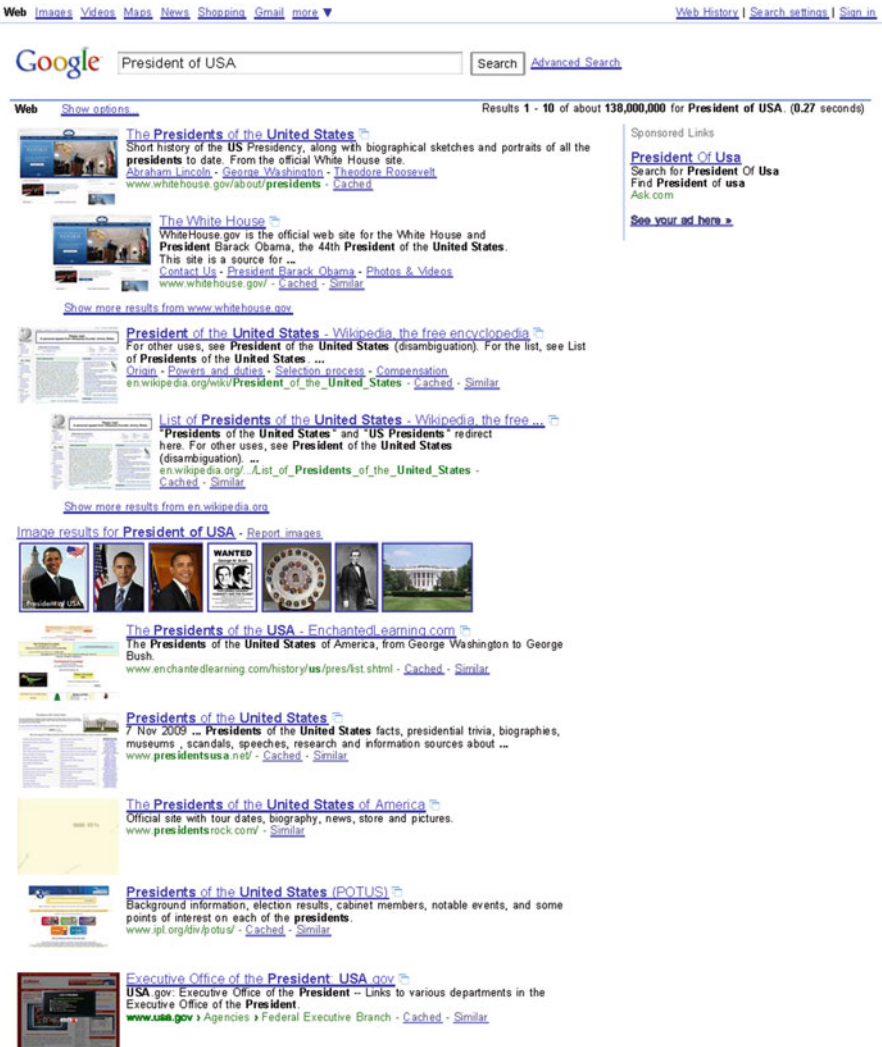 Web Images Videos Maps News Shopping Gmail more ▼
Web History | Search settings | Sign in
Google
President of USA
Search
Advanced Search
Web Show options...
Results 1 - 10 of about 138,000,000 for President of USA. (0.27 seconds)
The Presidents of the United States
Short history of the US Presidency, along with biographical sketches and portraits of all the
presidents to date. From the official White House site.
Abraham Lincoln - George Washington - Theodore Roosevelt
www.whitehouse.gov/about/presidents - Cached
The White House
WhiteHouse.gov is the official web site for the White House and
President Barack Obama, the 44th President of the United States.
This site is a source for ...
Contact Us - President Barack Obama - Photos & Videos
www.whitehouse.gov/ - Cached - Similar
Show more results from www.whitehouse.gov
President of the United States - Wikipedia, the free encyclopedia
For other uses, see President of the United States (disambiguation). For the list, see List
of Presidents of the United States. ...
Origin - Powers and duties - Selection process - Compensation
en.wikipedia.org/wiki/President_of_the_United_States - Cached - Similar
List of Presidents of the United States - Wikipedia, the free ...
"Presidents of the United States" and "US Presidents" redirect
here. For other uses, see President of the United States
(disambiguation). ...
en.wikipedia.org/.../List_of_Presidents_of_the_United_States -
Cached - Similar
Show more results from en.wikipedia.org
Image results for President of USA - Report images
President of USA
WANTED
The Presidents of the USA - EnchantedLearning.com
The Presidents of the United States of America, from George Washington to George
Bush.
www.enchantedlearning.com/history/us/pres/list.shtml - Cached - Similar
Presidents of the United States
7 Nov 2009 ... Presidents of the United States facts, presidential trivia, biographies,
museums , scandals, speeches, research and information sources about ...
www.presidentsusa.net/ - Cached - Similar
The Presidents of the United States of America
Official site with tour dates, biography, news, store and pictures.
www.presidentsrock.com/ - Similar
Presidents of the United States (POTUS)
Background information, election results, cabinet members, notable events, and some
points of interest on each of the presidents.
www.ipl.org/div/potus/ - Cached - Similar
Executive Office of the President: USA.gov
USA.gov: Executive Office of the President -- Links to various departments in the
Executive Office of the President.
www.usa.gov › Agencies › Federal Executive Branch - Cached - Similar
Sponsored Links
President Of Usa
Search for President Of Usa
Find President of usa
Ask.com
See your ad here »